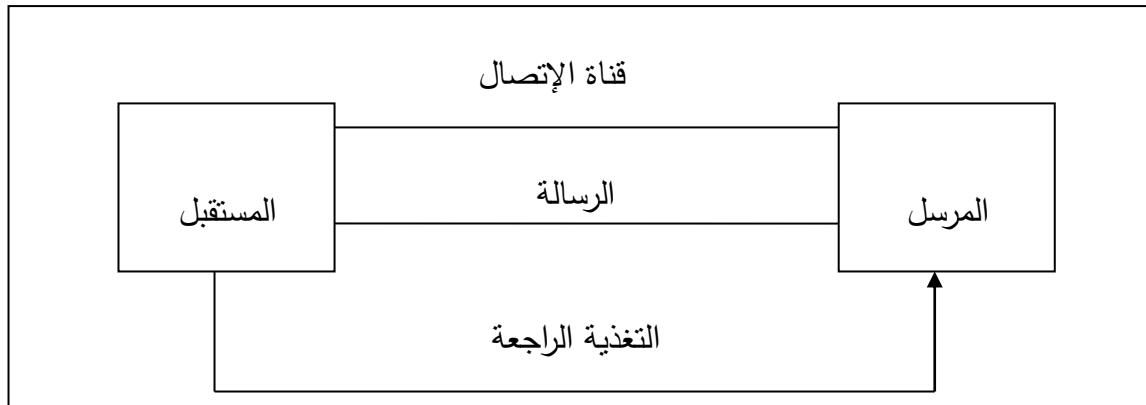 قناة الإتصال
المرسل
الرسالة
المستقبل
التغذية الراجعة